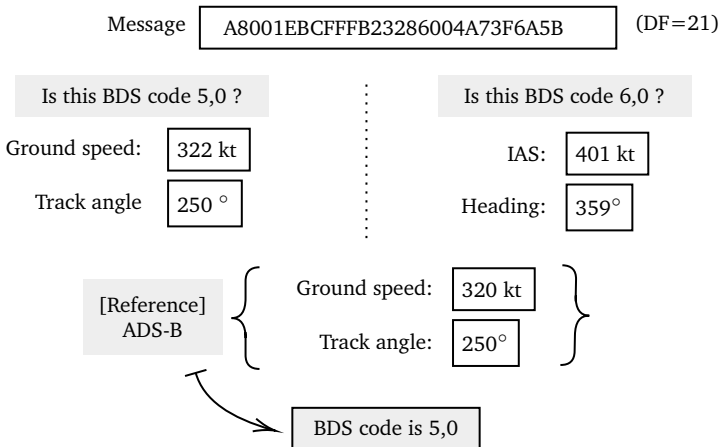 Message A8001EBCFFFB23286004A73F6A5B (DF=21)
Is this BDS code 5,0 ?
Is this BDS code 6,0 ?
Ground speed: 322 kt
IAS: 401 kt
Track angle 250 °
Heading: 359°
[Reference]
ADS-B
Ground speed: 320 kt
Track angle: 250°
BDS code is 5,0